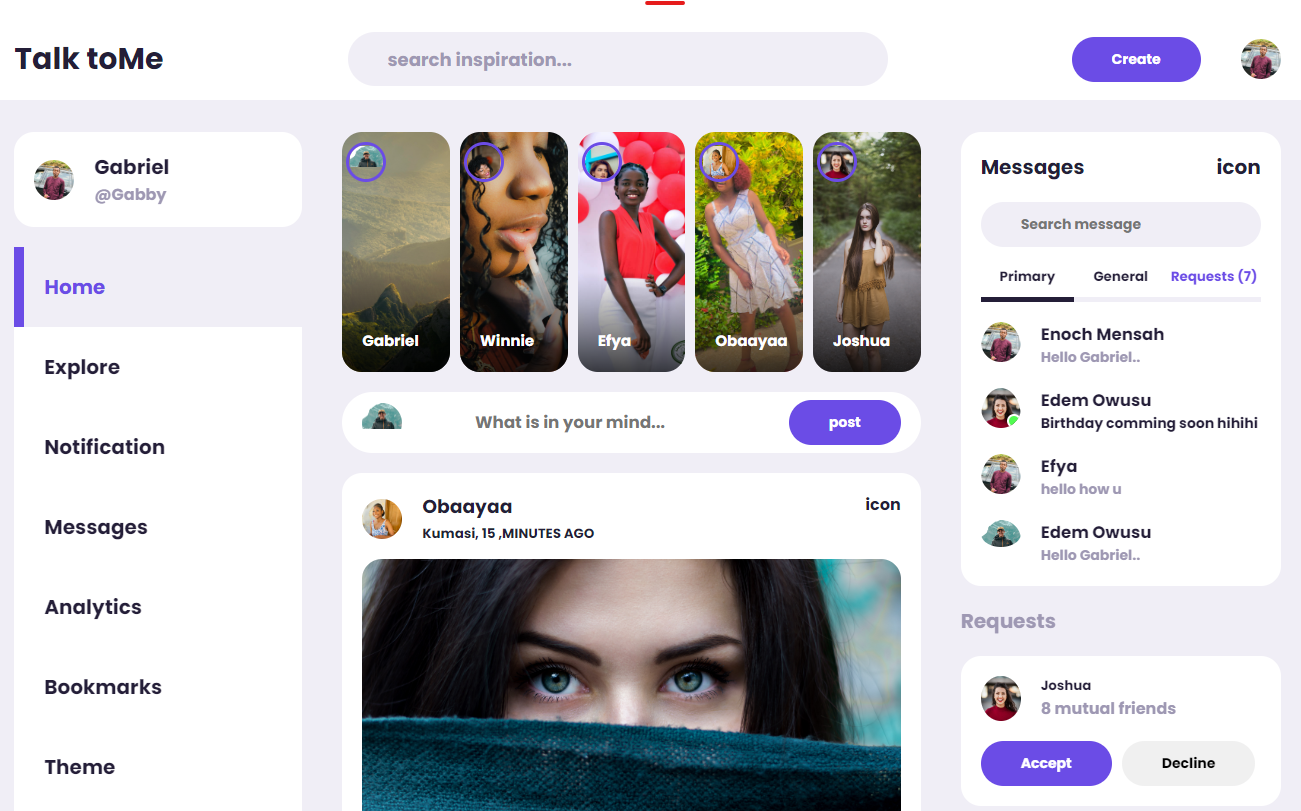 Talk toMe
search inspiration...
Create
Gabriel
@Gabby
Home
Explore
Notification
Messages
Analytics
Bookmarks
Theme
Gabriel
Winnie
Efya
Obaayaa
Joshua
What is in your mind...
post
Obaayaa
icon
Kumasi, 15 ,MINUTES AGO
Messages
icon
Search message
Primary
General
Requests (7)
Enoch Mensah
Hello Gabriel..
Edem Owusu
Birthday comming soon hihihi
Efya
hello how u
Edem Owusu
Hello Gabriel..
Requests
Joshua
8 mutual friends
Accept
Decline